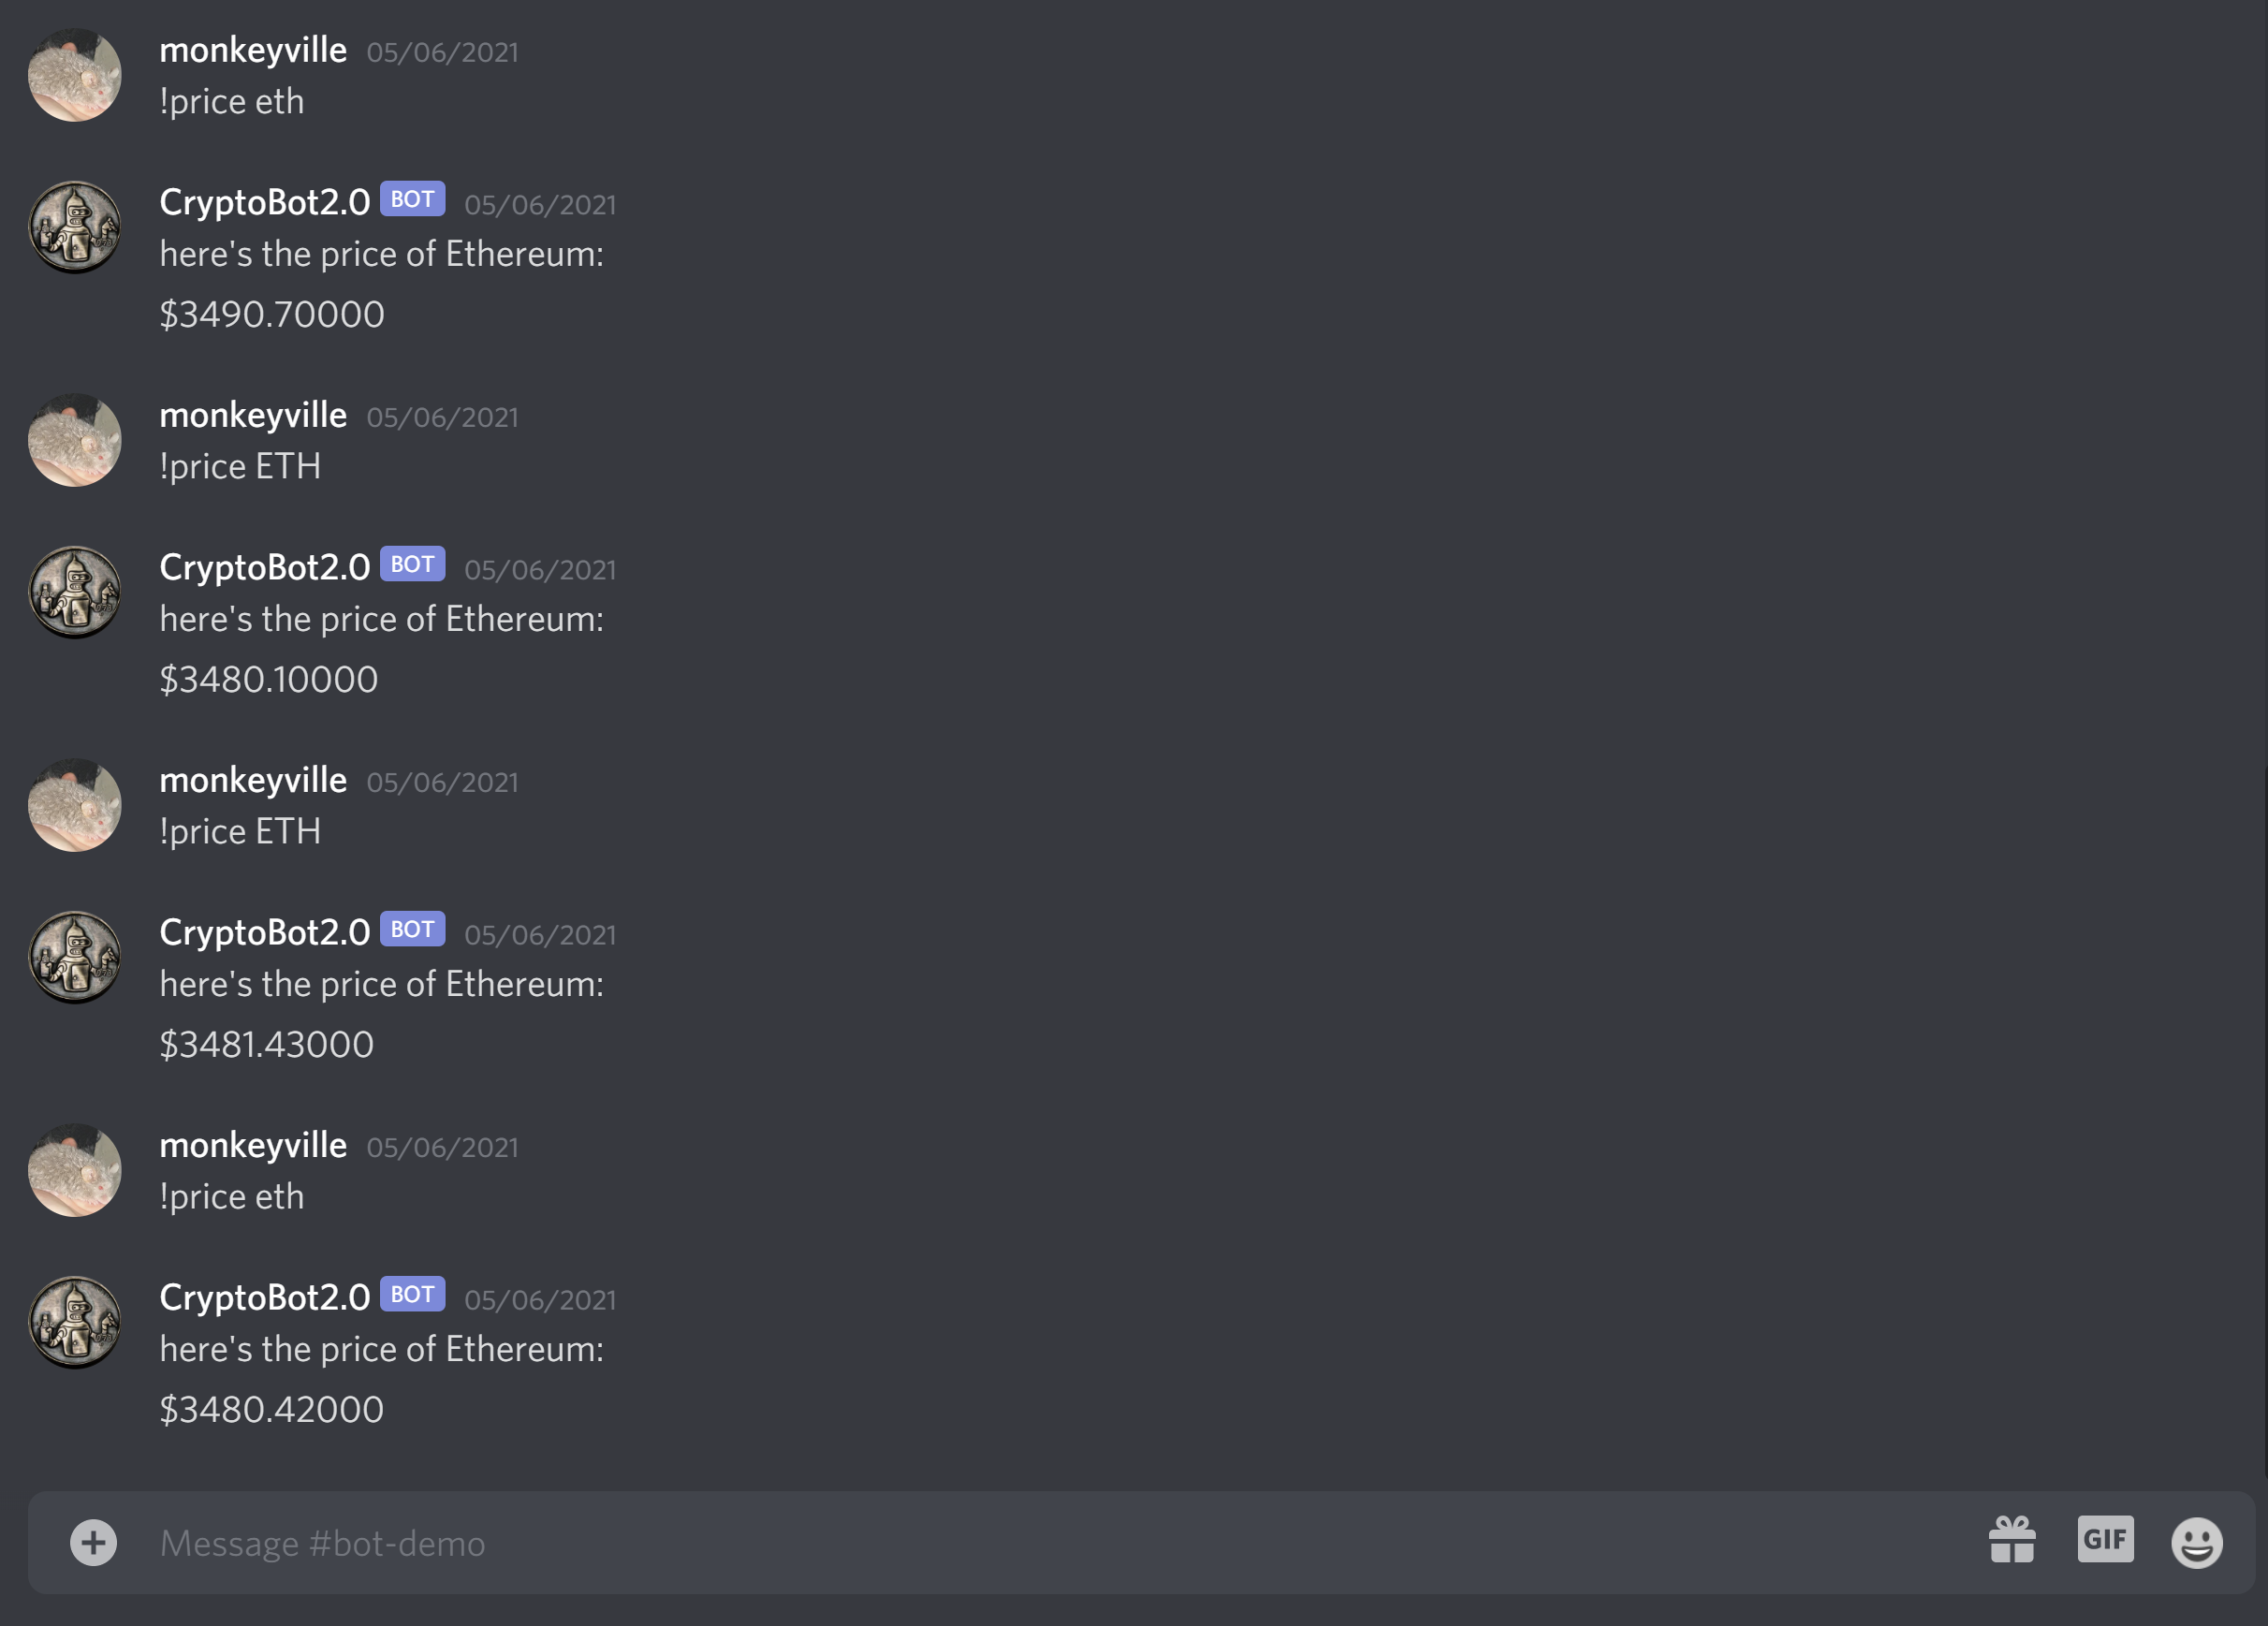 monkeyville 05/06/2021
!price eth
CryptoBot2.0 BOT 05/06/2021
here's the price of Ethereum:
$3490.70000
monkeyville 05/06/2021
!price ETH
CryptoBot2.0 BOT 05/06/2021
here's the price of Ethereum:
$3480.10000
monkeyville 05/06/2021
!price ETH
CryptoBot2.0 BOT 05/06/2021
here's the price of Ethereum:
$3481.43000
monkeyville 05/06/2021
!price eth
CryptoBot2.0 BOT 05/06/2021
here's the price of Ethereum:
$3480.42000
Message #bot-demo GIF